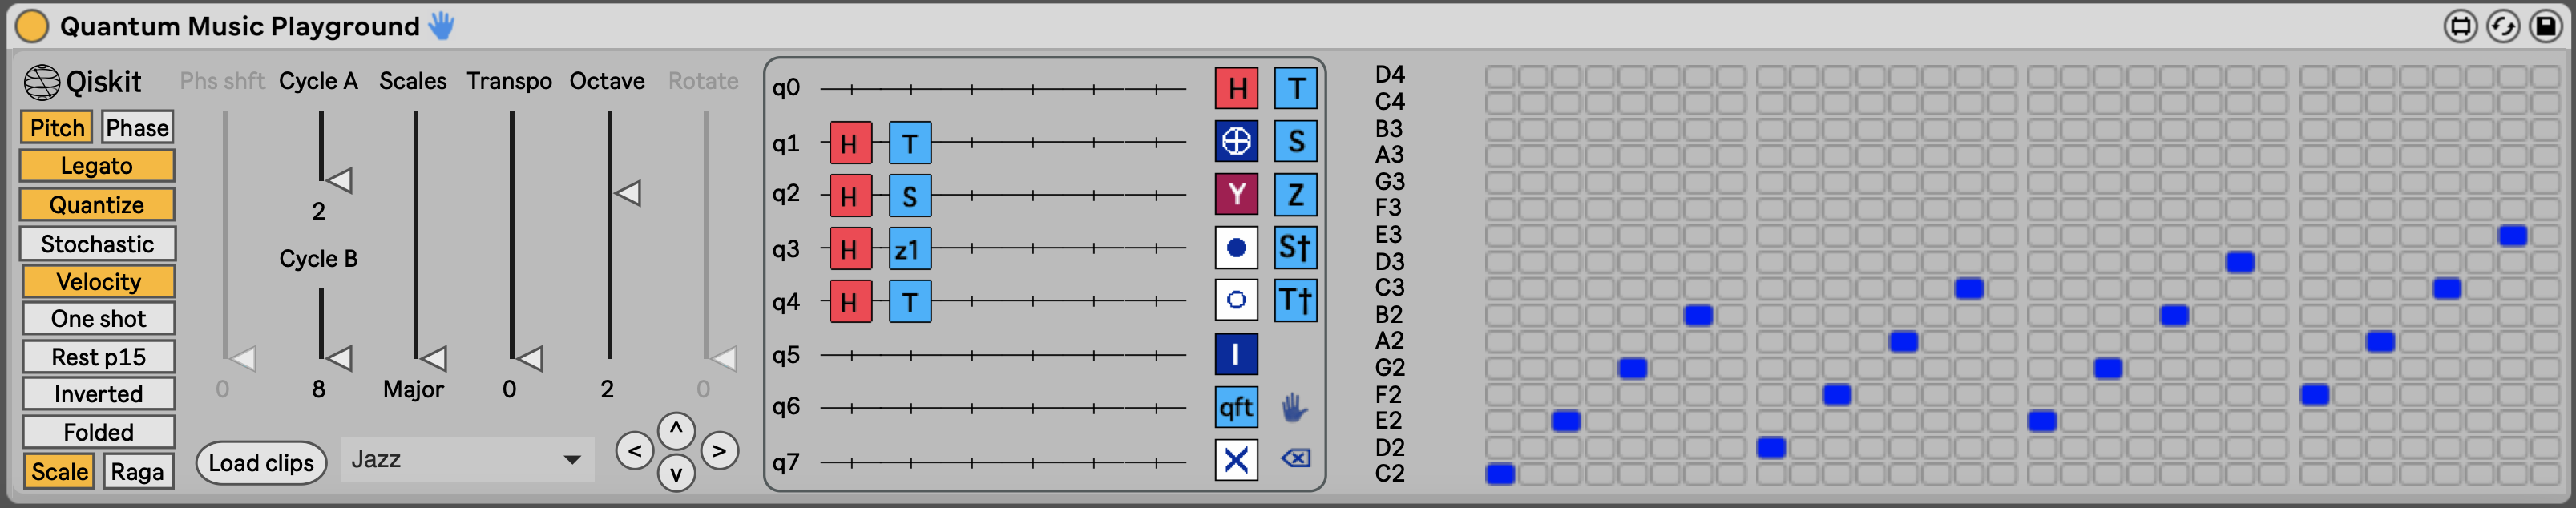 Quantum Music Playground
Qiskit
Phs shft Cycle A Scales Transpo Octave Rotate
Pitch Phase
Legato
Quantize
Stochastic
Velocity
One shot
Rest p15
Inverted
Folded
Scale Raga
2
Cycle B
0 8 Major 0 2 0
Load clips Jazz < ^ v >
q0 H T
q1 H T S
q2 H S Y Z
q3 H z1 S†
q4 H T T†
q5 I
q6 qft
q7
D4
C4
B3
A3
G3
F3
E3
D3
C3
B2
A2
G2
F2
E2
D2
C2